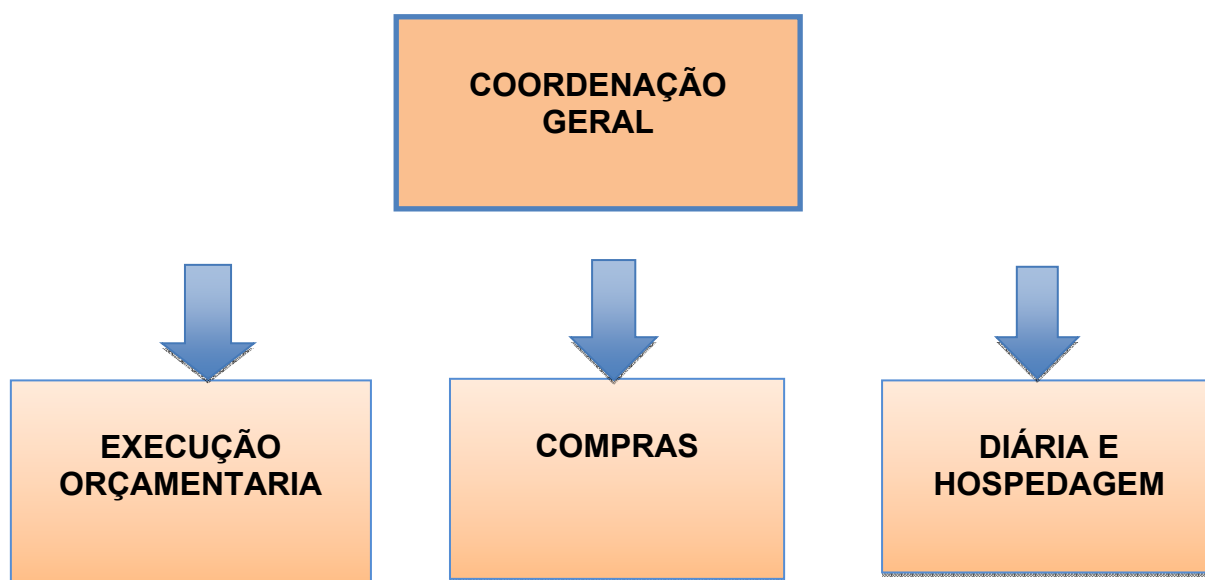 COORDENAÇÃO
GERAL
EXECUÇÃO
ORÇAMENTARIA
COMPRAS
DIÁRIA E
HOSPEDAGEM